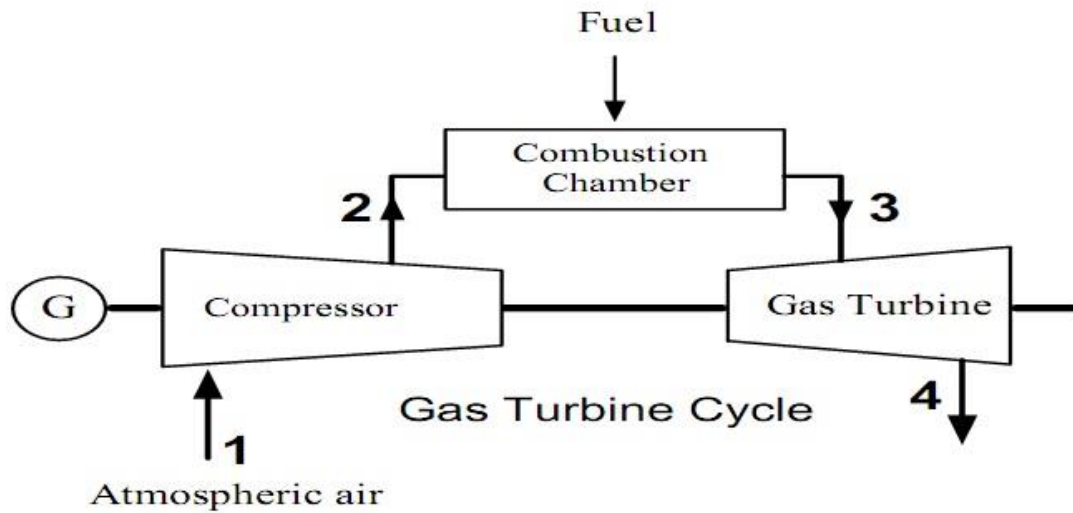 Fuel
Combustion
Chamber
2
3
G
Compressor
Gas Turbine
Gas Turbine Cycle
4
1
Atmospheric air